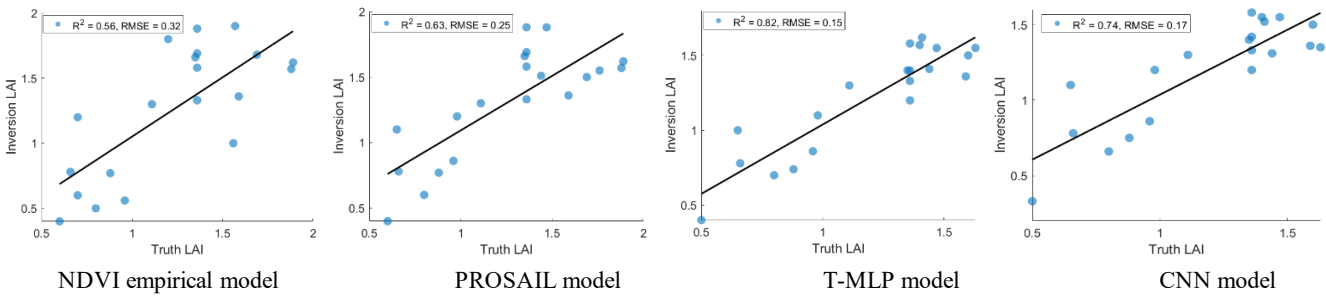 R² = 0.56, RMSE = 0.32
Inversion LAI
2
1.5
1
0.5
0.5
1
1.5
2
Truth LAI
NDVI empirical model
R² = 0.63, RMSE = 0.25
Inversion LAI
2
1.5
1
0.5
0.5
1
1.5
2
Truth LAI
PROSAIL model
R² = 0.82, RMSE = 0.15
Inversion LAI
1.5
1
0.5
0.5
1
1.5
Truth LAI
T-MLP model
R² = 0.74, RMSE = 0.17
Inversion LAI
1.5
1
0.5
0.5
1
1.5
Truth LAI
CNN model